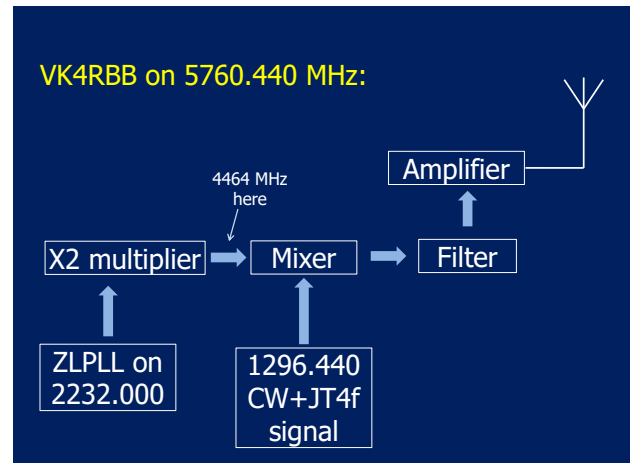 VK4RBB on 5760.440 MHz:
Amplifier
4464 MHz
here
X2 multiplier
Mixer
Filter
ZLPLL on
2232.000
1296.440
CW+JT4f
signal